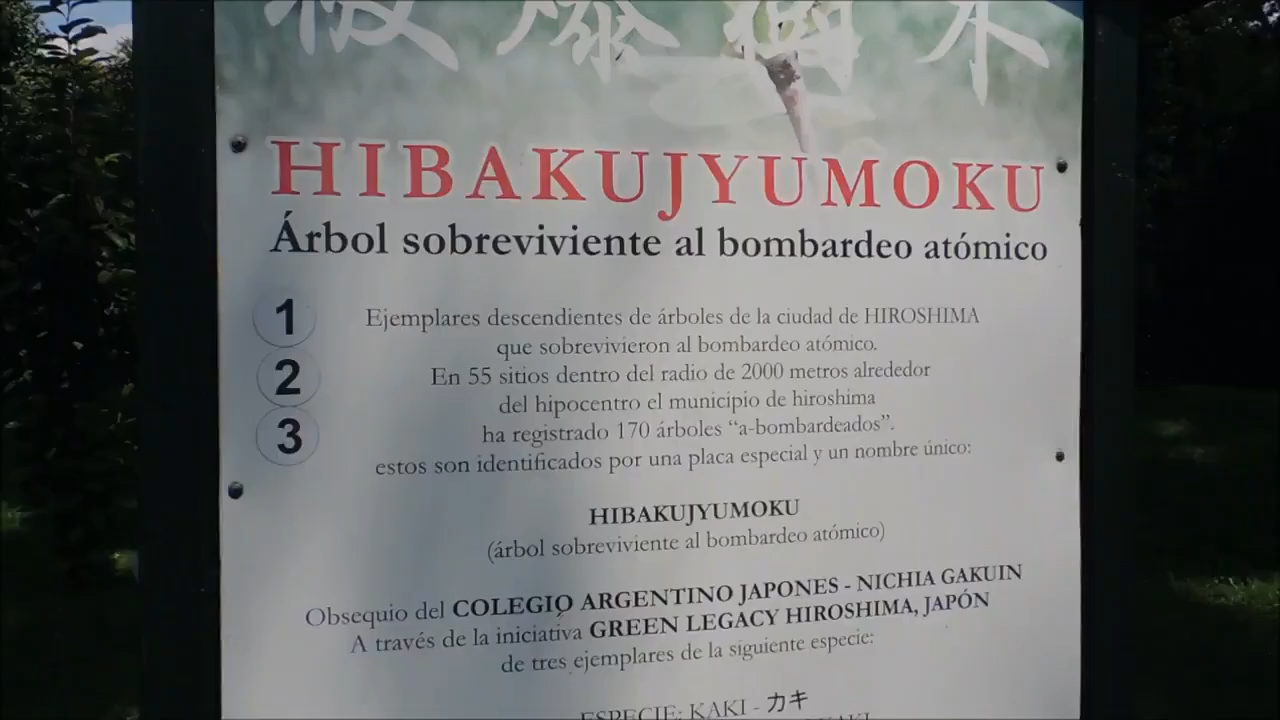 被爆樹木
HIBAKUJYUMOKU
Árbol sobreviviente al bombardeo atómico
1
2
3
Ejemplares descendientes de árboles de la ciudad de HIROSHIMA
que sobrevivieron al bombardeo atómico.
En 55 sitios dentro del radio de 2000 metros alrededor
del hipocentro el municipio de hiroshima
ha registrado 170 árboles “a-bombardeados”.
estos son identificados por una placa especial y un nombre único:
HIBAKUJYUMOKU
(árbol sobreviviente al bombardeo atómico)
Obsequio del COLEGIO ARGENTINO JAPONES - NICHIA GAKUIN
A través de la iniciativa GREEN LEGACY HIROSHIMA, JAPÓN
de tres ejemplares de la siguiente especie:
ESPECIE: KAKI - カキ